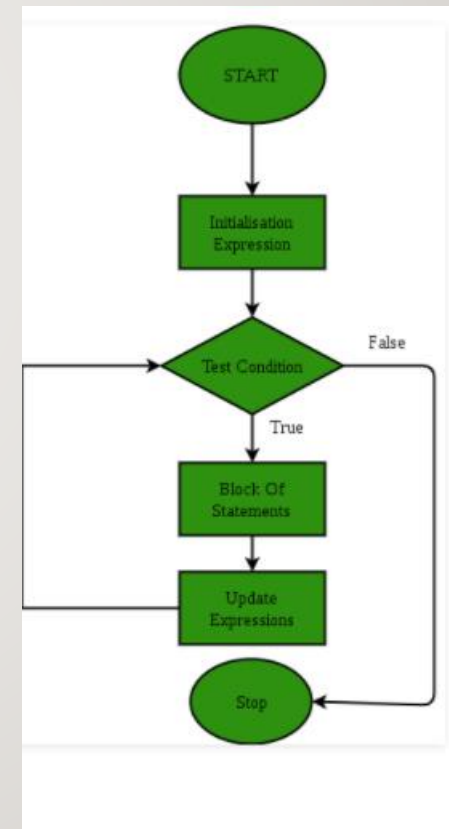 START
Initialisation
Expression
Test Condition
False
True
Block Of
Statements
Update
Expressions
Stop